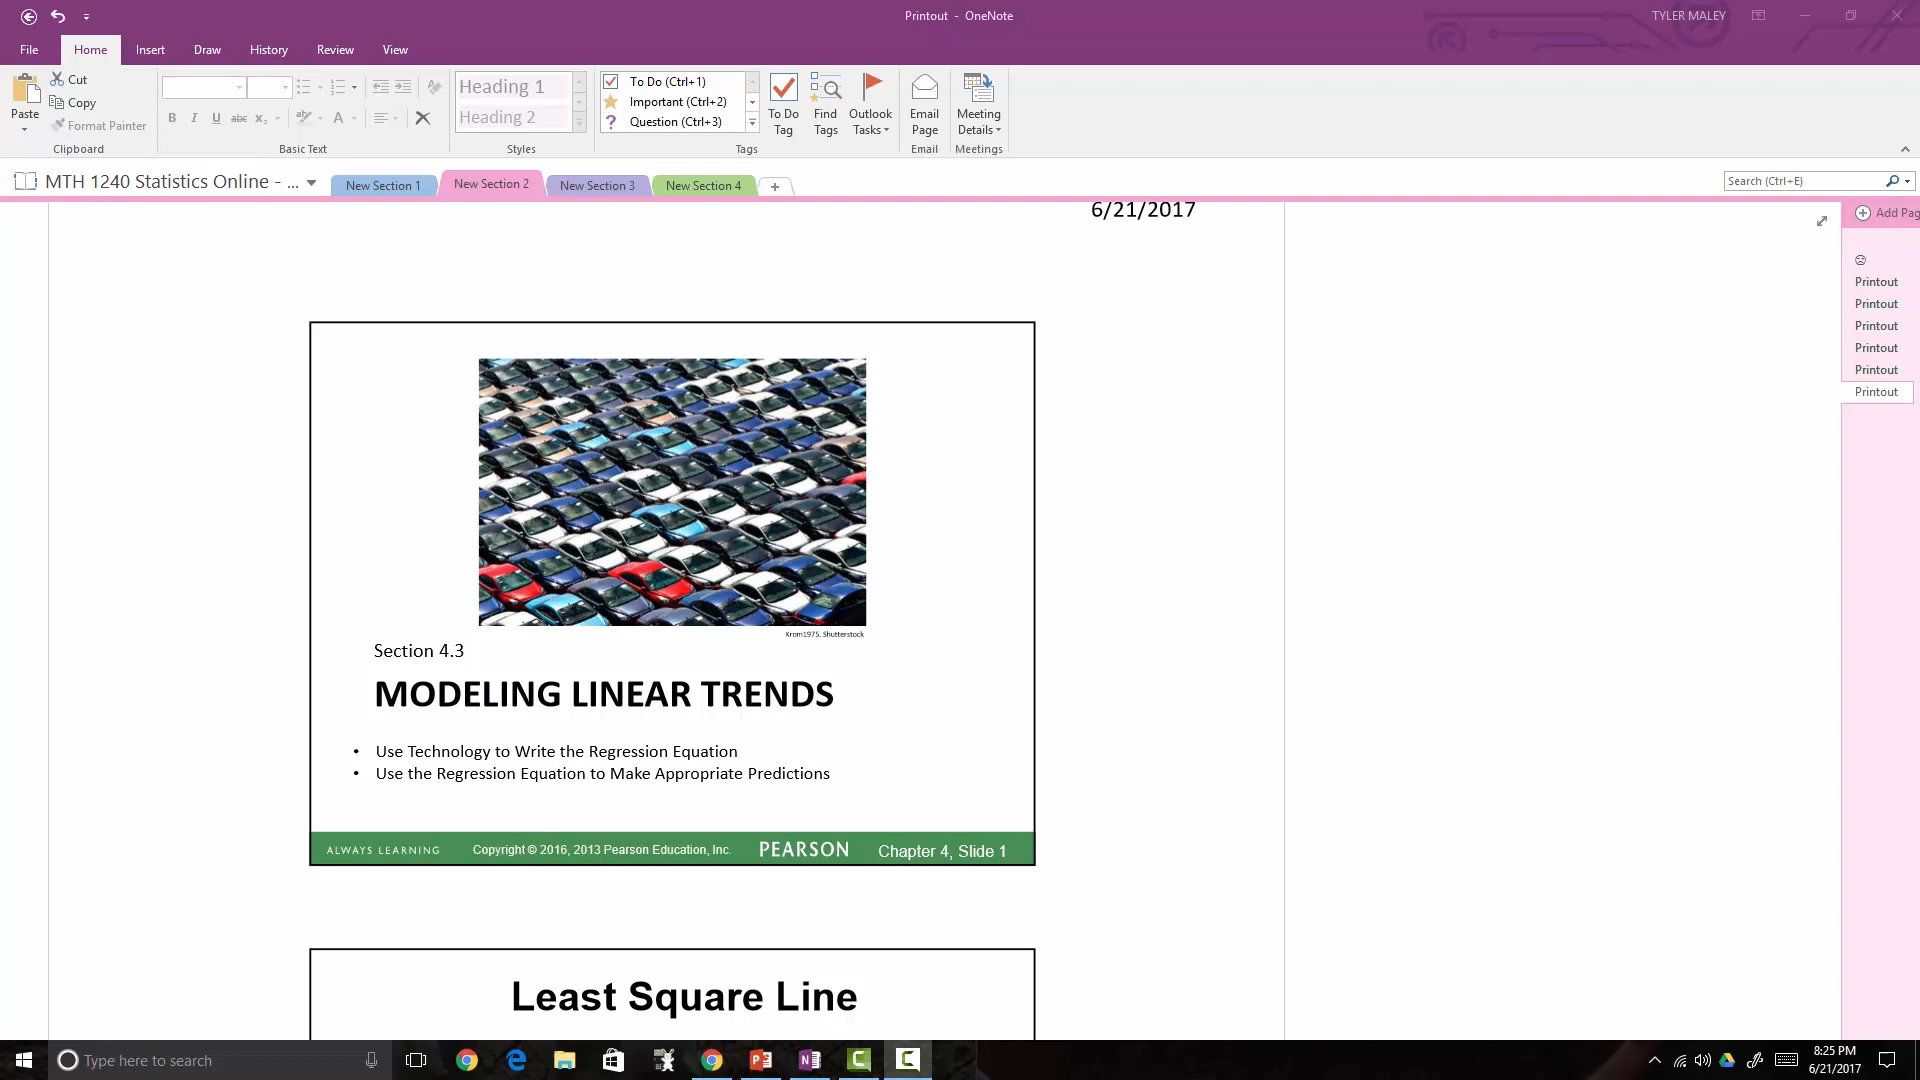 Printout - OneNote
TYLER MALEY
File
Home
Insert
Draw
History
Review
View
Paste
Cut
Copy
Format Painter
Clipboard
B I U abc x₂ A
Basic Text
Heading 1
Heading 2
Styles
To Do (Ctrl+1)
Important (Ctrl+2)
Question (Ctrl+3)
To Do
Tag
Find
Tags
Outlook
Tasks
Tags
Email
Page
Email
Meeting
Details
Meetings
MTH 1240 Statistics Online - ...
New Section 1
New Section 2
New Section 3
New Section 4
+
Search (Ctrl+E)
6/21/2017
Add Pag
Printout
Printout
Printout
Printout
Printout
Printout
Krom1975. Shutterstock
Section 4.3
MODELING LINEAR TRENDS
• Use Technology to Write the Regression Equation
• Use the Regression Equation to Make Appropriate Predictions
ALWAYS LEARNING
Copyright © 2016, 2013 Pearson Education, Inc.
PEARSON
Chapter 4, Slide 1
Least Square Line
Type here to search
8:25 PM
6/21/2017